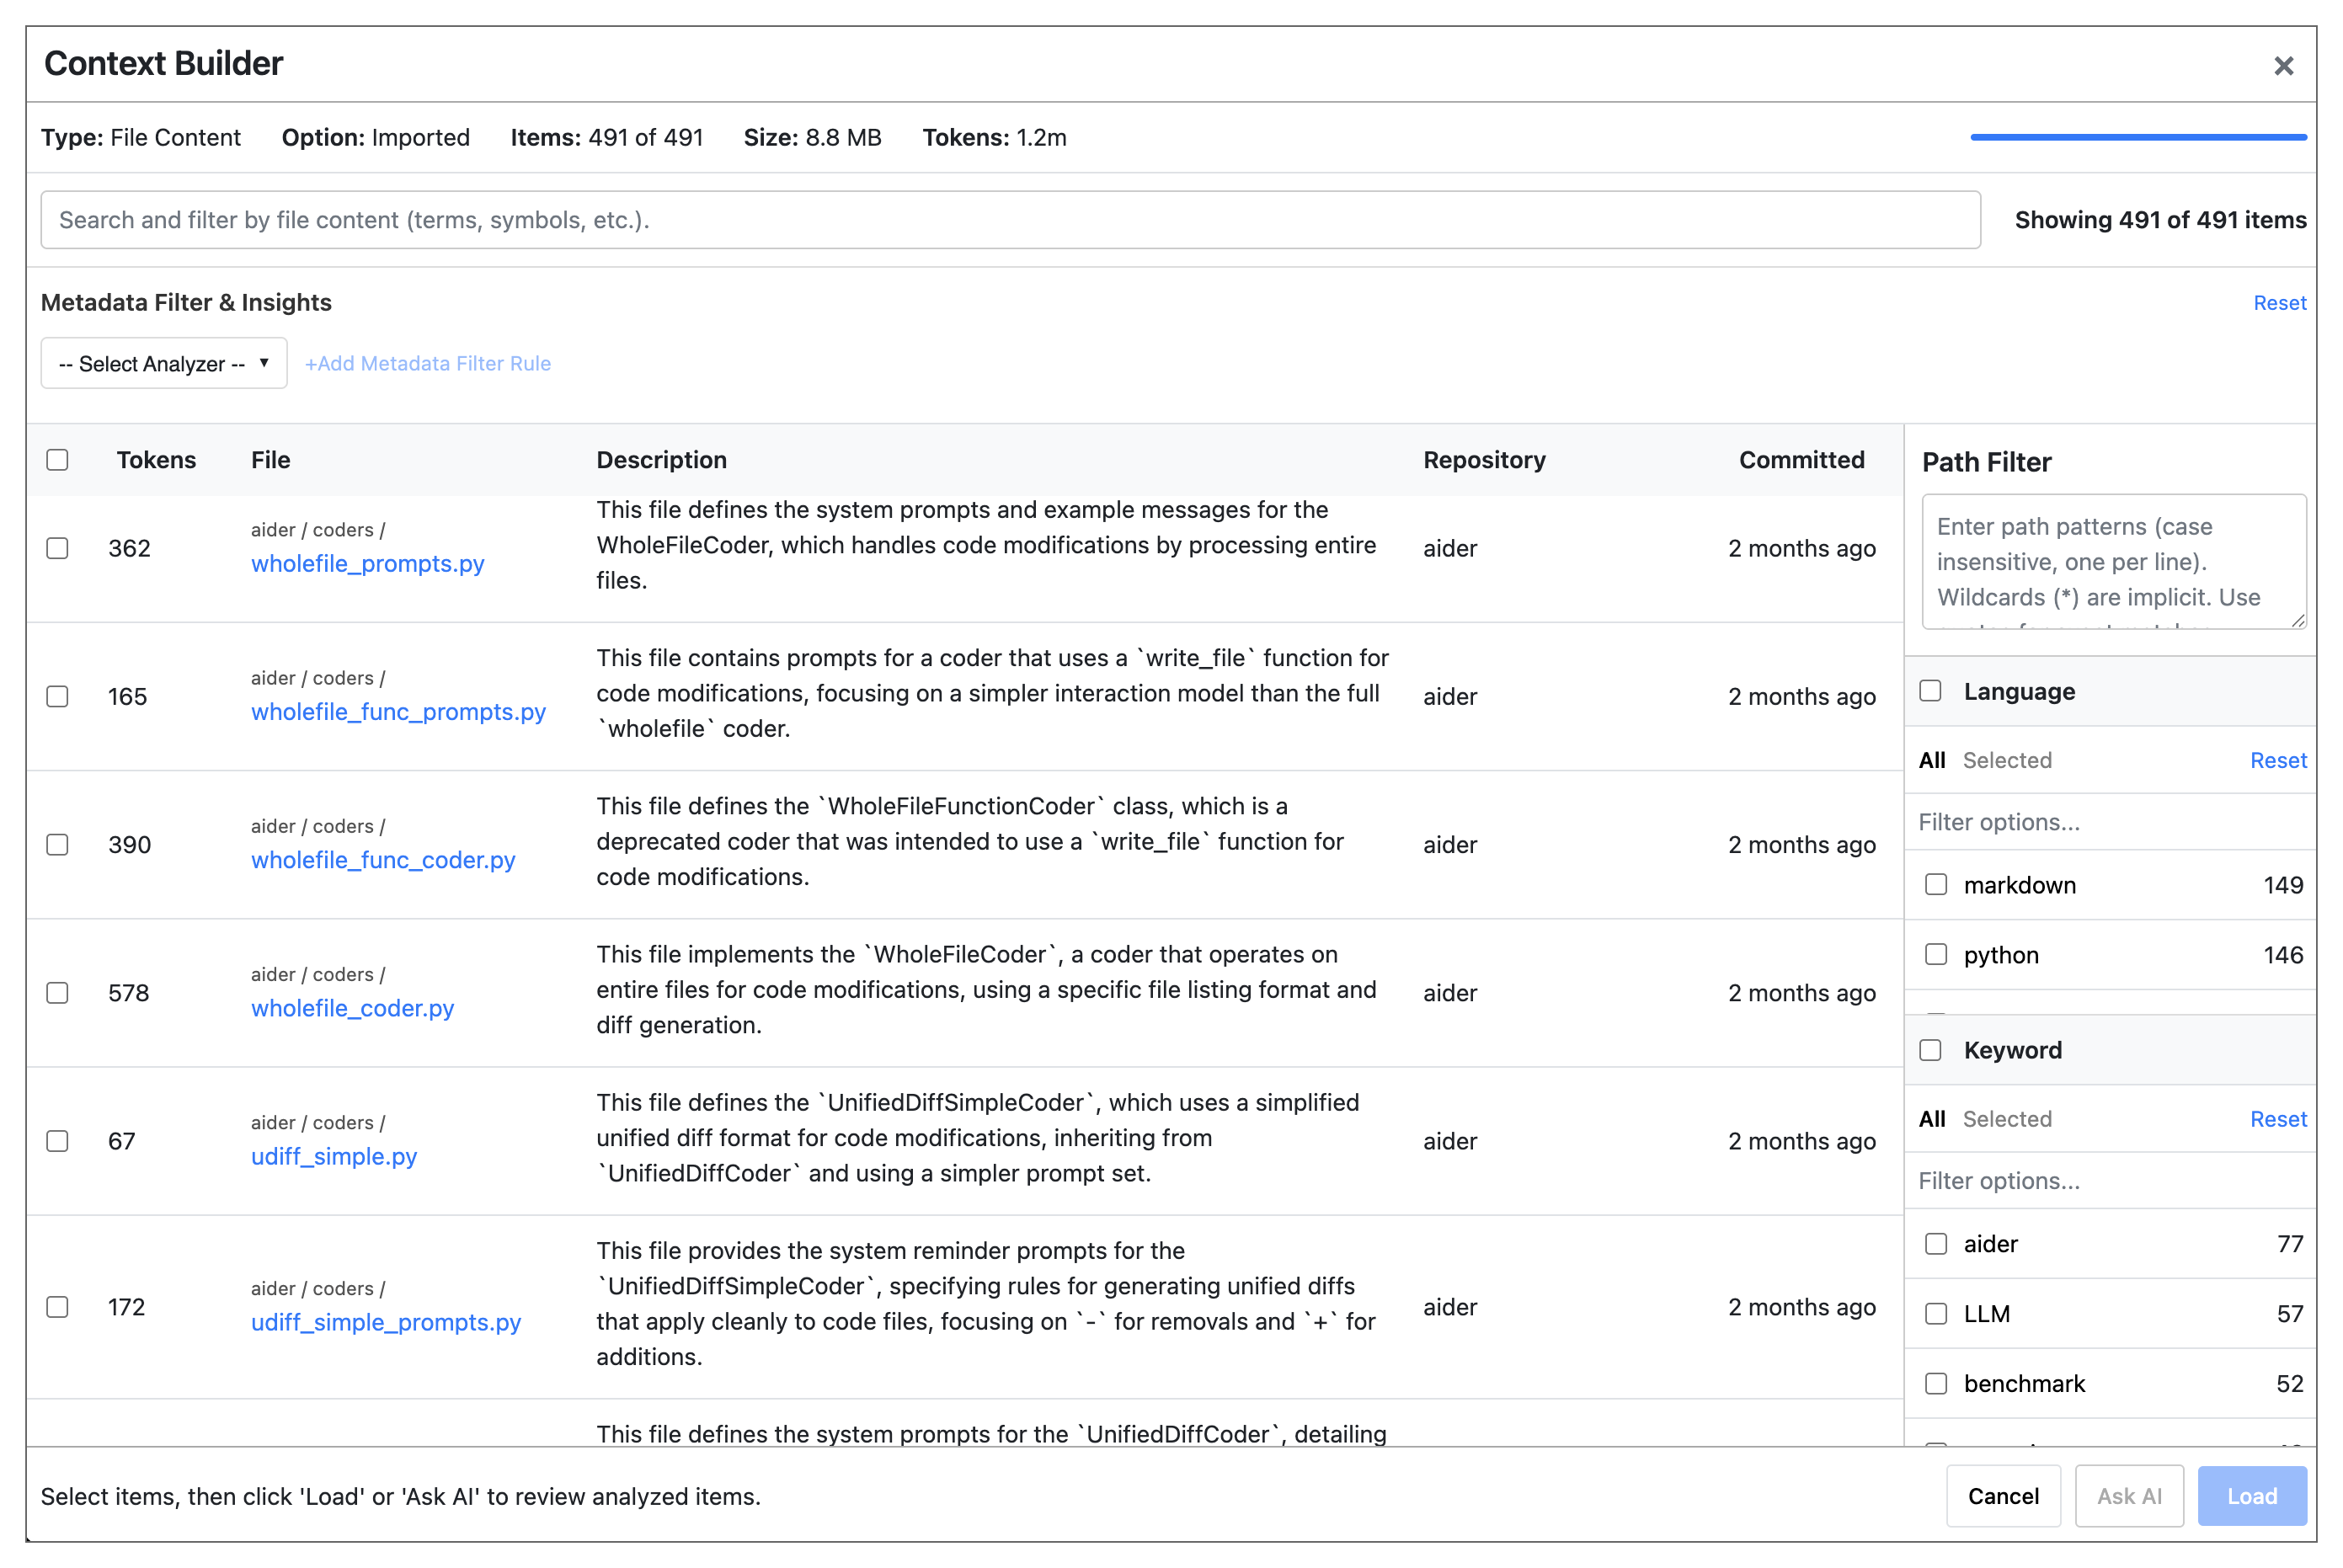 Context Builder
Type: File Content Option: Imported Items: 491 of 491 Size: 8.8 MB Tokens: 1.2m
Search and filter by file content (terms, symbols, etc.).
Showing 491 of 491 items
Metadata Filter & Insights
Reset
-- Select Analyzer --
+Add Metadata Filter Rule
Tokens File Description Repository Committed
362
aider / coders /
wholefile_prompts.py
This file defines the system prompts and example messages for the
WholeFileCoder, which handles code modifications by processing entire
files.
aider
2 months ago
165
aider / coders /
wholefile_func_prompts.py
This file contains prompts for a coder that uses a `write_file` function for
code modifications, focusing on a simpler interaction model than the full
`wholefile` coder.
aider
2 months ago
390
aider / coders /
wholefile_func_coder.py
This file defines the `WholeFileFunctionCoder` class, which is a
deprecated coder that was intended to use a `write_file` function for
code modifications.
aider
2 months ago
578
aider / coders /
wholefile_coder.py
This file implements the `WholeFileCoder`, a coder that operates on
entire files for code modifications, using a specific file listing format and
diff generation.
aider
2 months ago
67
aider / coders /
udiff_simple.py
This file defines the `UnifiedDiffSimpleCoder`, which uses a simplified
unified diff format for code modifications, inheriting from
`UnifiedDiffCoder` and using a simpler prompt set.
aider
2 months ago
172
aider / coders /
udiff_simple_prompts.py
This file provides the system reminder prompts for the
`UnifiedDiffSimpleCoder`, specifying rules for generating unified diffs
that apply cleanly to code files, focusing on `-` for removals and `+` for
additions.
aider
2 months ago
This file defines the system prompts for the `UnifiedDiffCoder`, detailing
Path Filter
Enter path patterns (case
insensitive, one per line).
Wildcards (*) are implicit. Use
Language
All Selected Reset
Filter options...
markdown 149
python 146
Keyword
All Selected Reset
Filter options...
aider 77
LLM 57
benchmark 52
Select items, then click 'Load' or 'Ask AI' to review analyzed items.
Cancel
Ask AI
Load